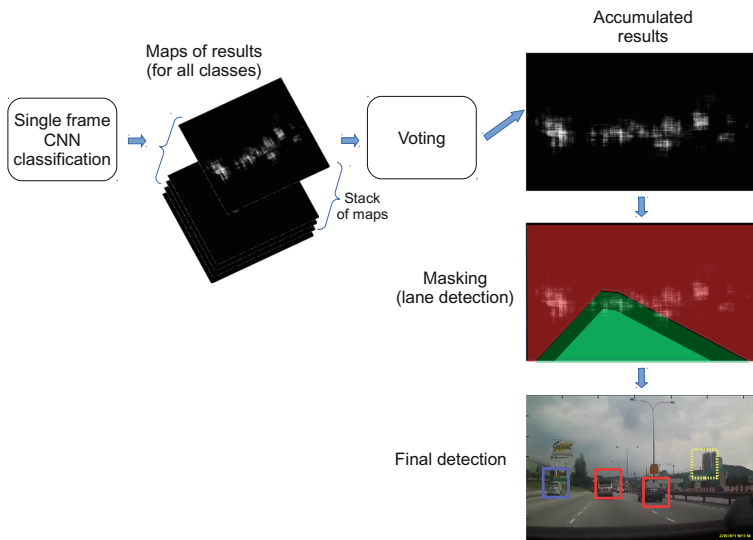 Maps of results
(for all classes)
Accumulated
results
Single frame
CNN
classification
Voting
Stack
of maps
Masking
(lane detection)
Final detection